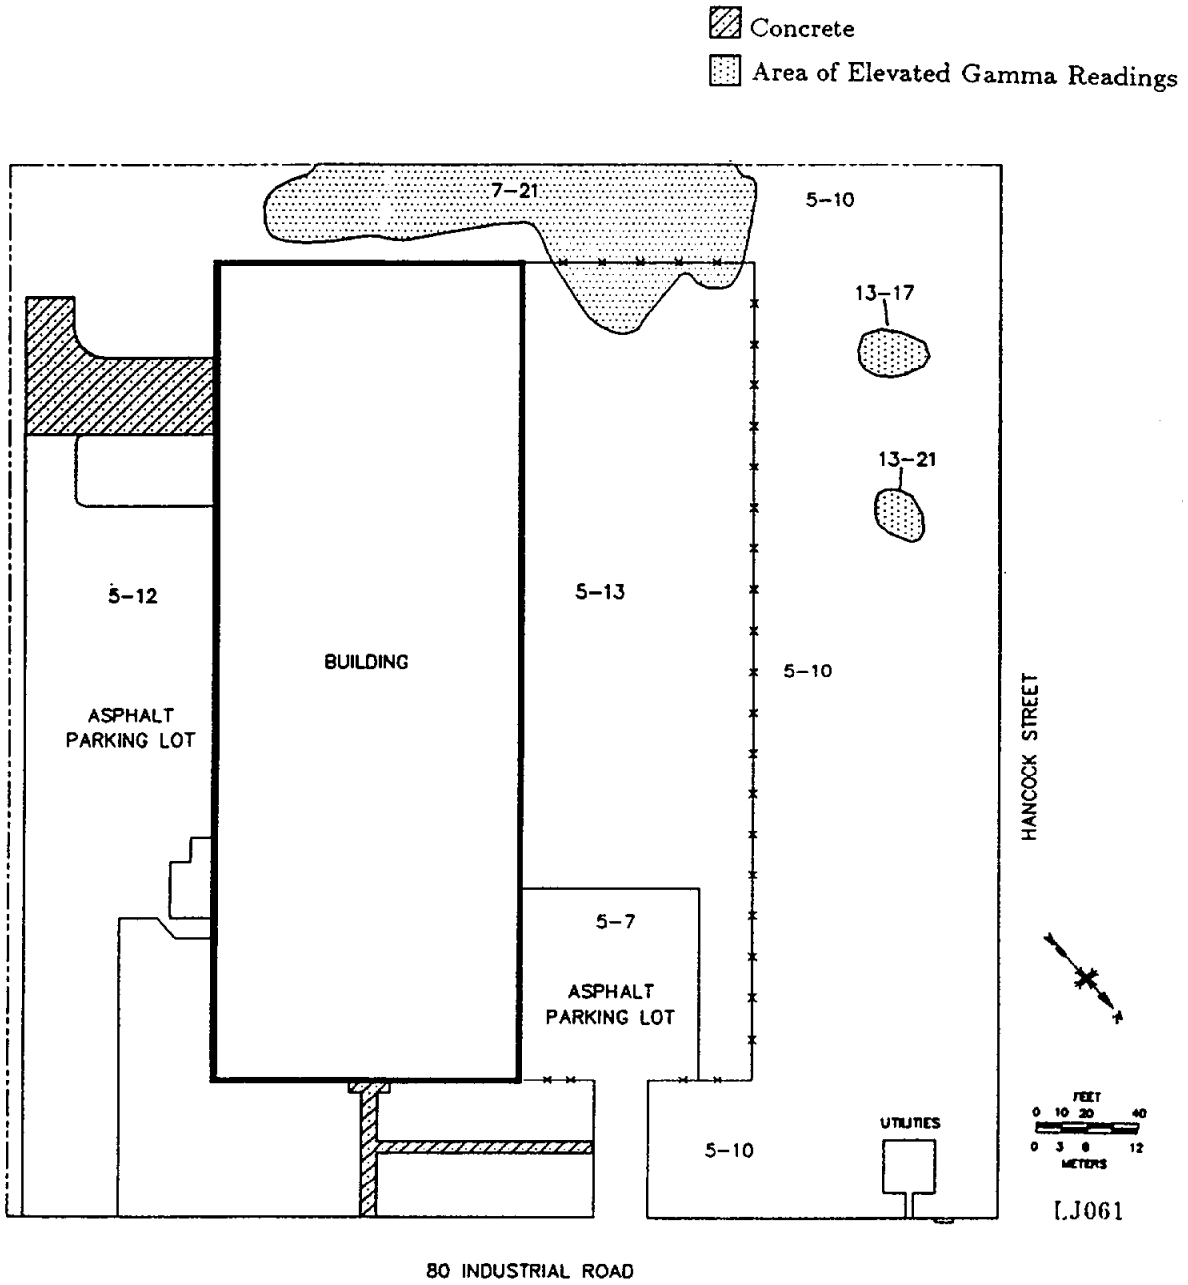 Concrete
Area of Elevated Gamma Readings
7-21
5-10
13-17
13-21
5-12
5-13
BUILDING
5-10
ASPHALT
PARKING LOT
HANCOCK STREET
5-7
ASPHALT
PARKING LOT
FEET
0 10 20 40
0 3 6 12
METERS
UTILITIES
5-10
LJ061
80 INDUSTRIAL ROAD